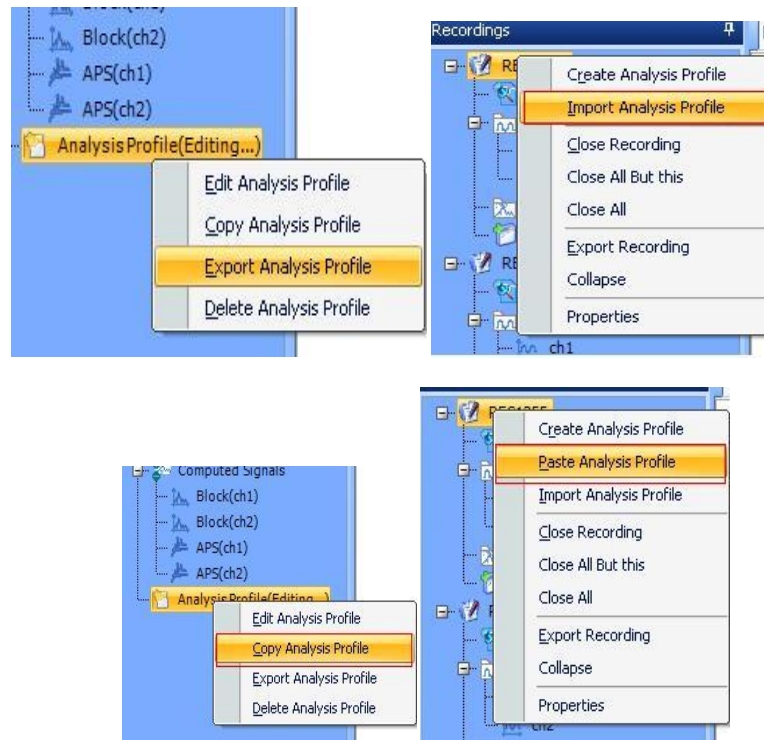 Block(ch2)
APS(ch1)
APS(ch2)
Analysis Profile(Editing...)
Edit Analysis Profile
Copy Analysis Profile
Export Analysis Profile
Delete Analysis Profile
Recordings
Create Analysis Profile
Import Analysis Profile
Close Recording
Close All But this
Close All
Export Recording
Collapse
Properties
ch1
Computed Signals
Block(ch1)
Block(ch2)
APS(ch1)
APS(ch2)
Analysis Profile(Editing...)
Edit Analysis Profile
Copy Analysis Profile
Export Analysis Profile
Delete Analysis Profile
Create Analysis Profile
Paste Analysis Profile
Import Analysis Profile
Close Recording
Close All But this
Close All
Export Recording
Collapse
Properties
ch2